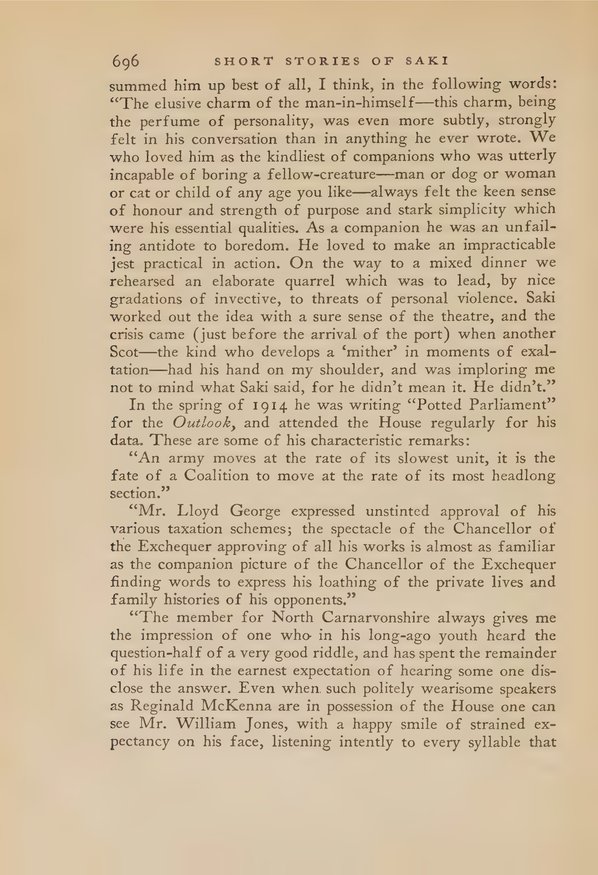 696 SHORT STORIES OF SAKI
summed him up best of all, I think, in the following words:
“The elusive charm of the man-in-himself—this charm, being
the perfume of personality, was even more subtly, strongly
felt in his conversation than in anything he ever wrote. We
who loved him as the kindliest of companions who was utterly
incapable of boring a fellow-creature—man or dog or woman
or cat or child of any age you like—always felt the keen sense
of honour and strength of purpose and stark simplicity which
were his essential qualities. As a companion he was an unfail-
ing antidote to boredom. He loved to make an impracticable
jest practical in action. On the way to a mixed dinner we
rehearsed an elaborate quarrel which was to lead, by nice
gradations of invective, to threats of personal violence. Saki
worked out the idea with a sure sense of the theatre, and the
crisis came (just before the arrival of the port) when another
Scot—the kind who develops a ‘mither’ in moments of exal-
tation—had his hand on my shoulder, and was imploring me
not to mind what Saki said, for he didn’t mean it. He didn’t.”
In the spring of 1914 he was writing “Potted Parliament”
for the Outlook, and attended the House regularly for his
data. These are some of his characteristic remarks:
“An army moves at the rate of its slowest unit, it is the
fate of a Coalition to move at the rate of its most headlong
section.”
“Mr. Lloyd George expressed unstinted approval of his
various taxation schemes; the spectacle of the Chancellor of
the Exchequer approving of all his works is almost as familiar
as the companion picture of the Chancellor of the Exchequer
finding words to express his loathing of the private lives and
family histories of his opponents.”
“The member for North Carnarvonshire always gives me
the impression of one who in his long-ago youth heard the
question-half of a very good riddle, and has spent the remainder
of his life in the earnest expectation of hearing some one dis-
close the answer. Even when such politely wearisome speakers
as Reginald McKenna are in possession of the House one can
see Mr. William Jones, with a happy smile of strained ex-
pectancy on his face, listening intently to every syllable that